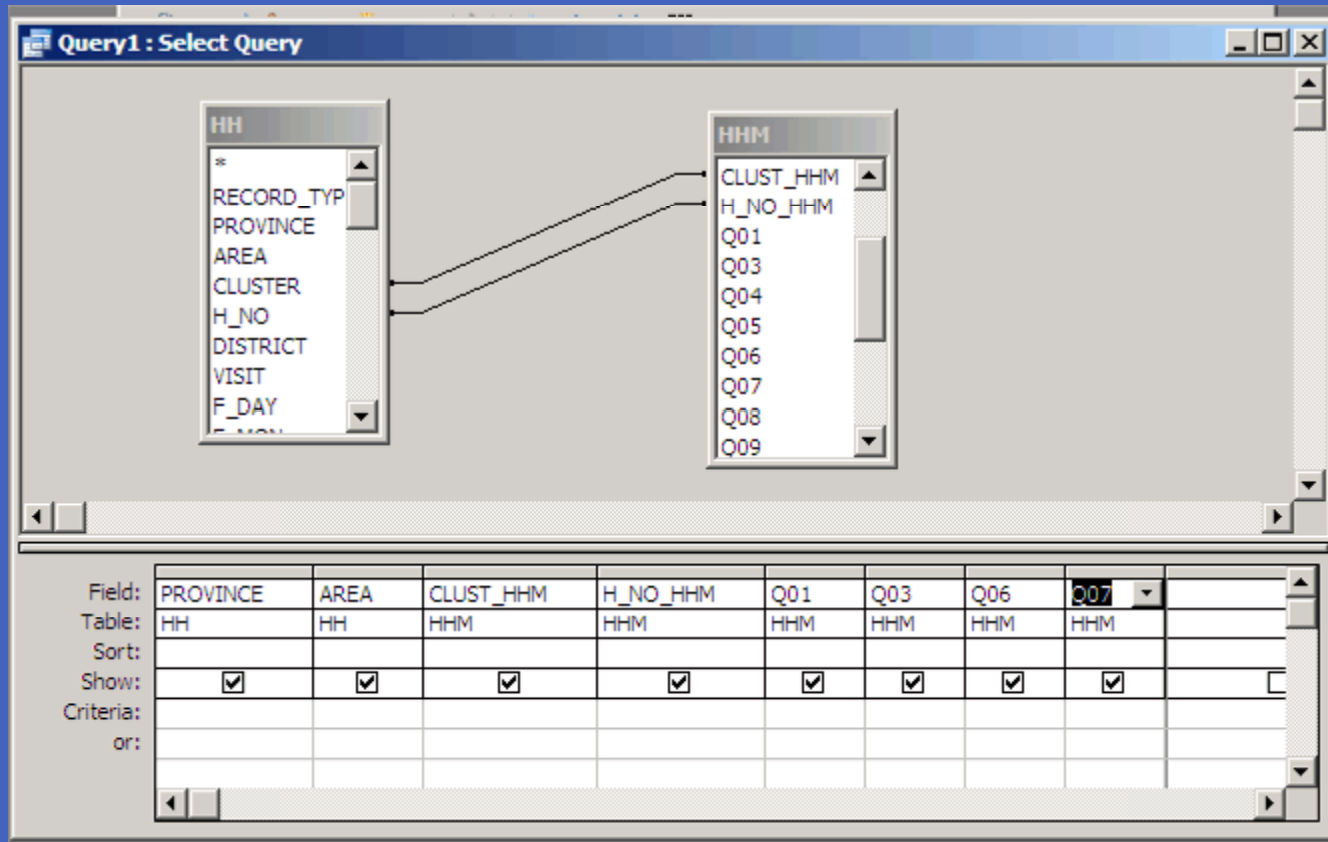 Query1 : Select Query
HH
*
RECORD_TYP
PROVINCE
AREA
CLUSTER
H_NO
DISTRICT
VISIT
F_DAY
HHM
CLUST_HHM
H_NO_HHM
Q01
Q03
Q04
Q05
Q06
Q07
Q08
Q09
Field: PROVINCE AREA CLUST_HHM H_NO_HHM Q01 Q03 Q06 Q07
Table: HH HH HHM HHM HHM HHM HHM HHM
Sort:
Show:
Criteria:
or: